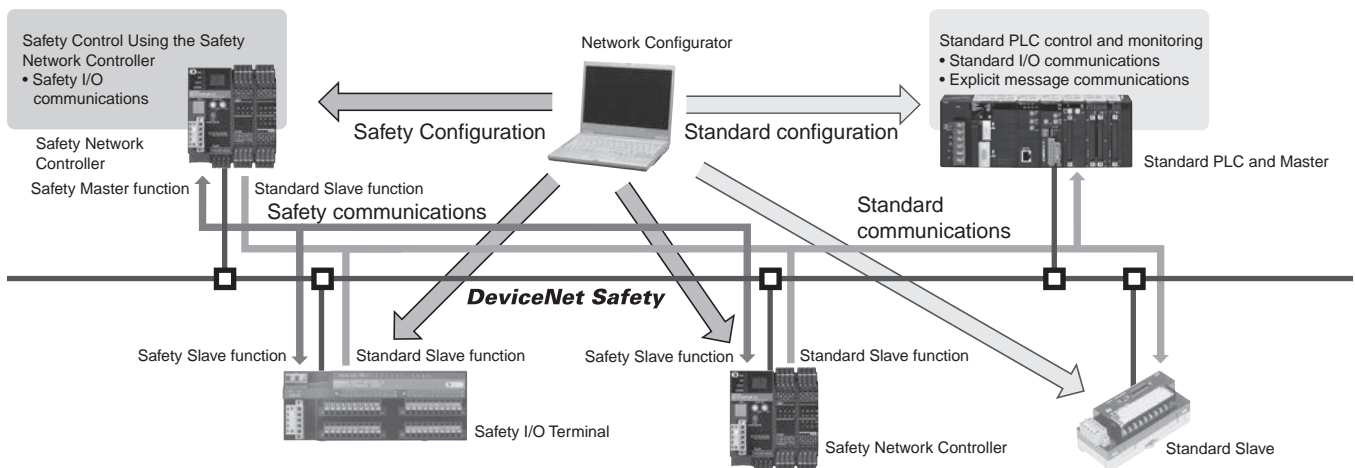 Safety Control Using the Safety
Network Controller
• Safety I/O
communications
Safety Network
Controller
Safety Master function
Standard Slave function
Safety communications
Network Configurator
Safety Configuration
Standard configuration
Standard PLC control and monitoring
• Standard I/O communications
• Explicit message communications
Standard PLC and Master
Standard
communications
DeviceNet Safety
Safety Slave function
Standard Slave function
Safety I/O Terminal
Safety Slave function
Standard Slave function
Safety Network Controller
Standard Slave